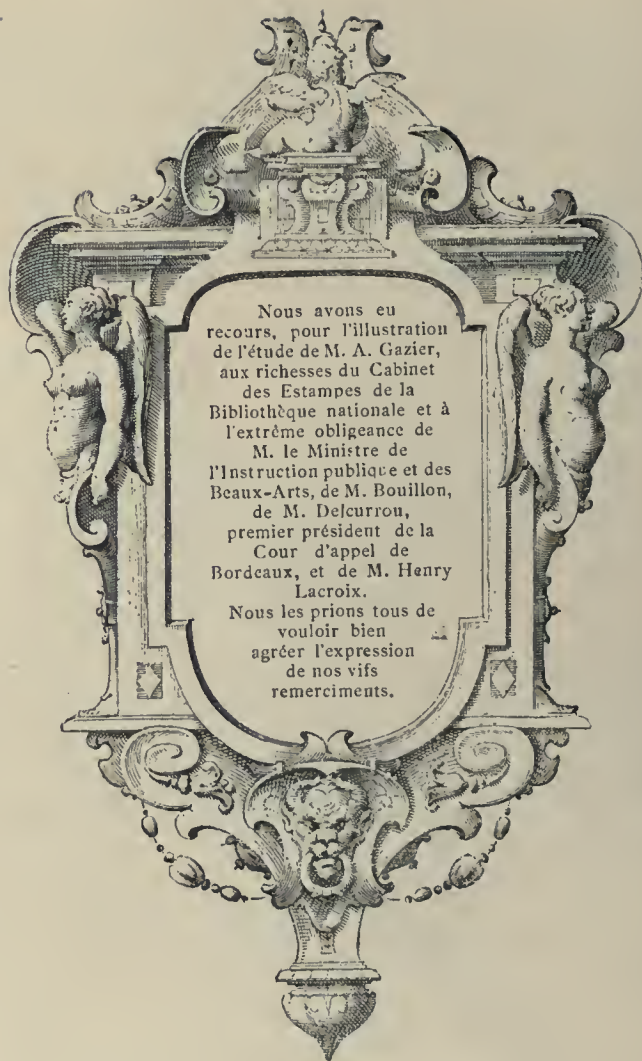 Nous avons eu
recours, pour l'illustration
de l'étude de M. A. Gazier,
aux richesses du Cabinet
des Estampes de la
Bibliothèque nationale et à
l'extrême obligeance de
M. le Ministre de
l'Instruction publique et des
Beaux-Arts, de M. Bouillon,
de M. Delcurrou,
premier président de la
Cour d'appel de
Bordeaux, et de M. Henry
Lacroix.
Nous les prions tous de
vouloir bien
agréer l'expression
de nos vifs
remerciments.